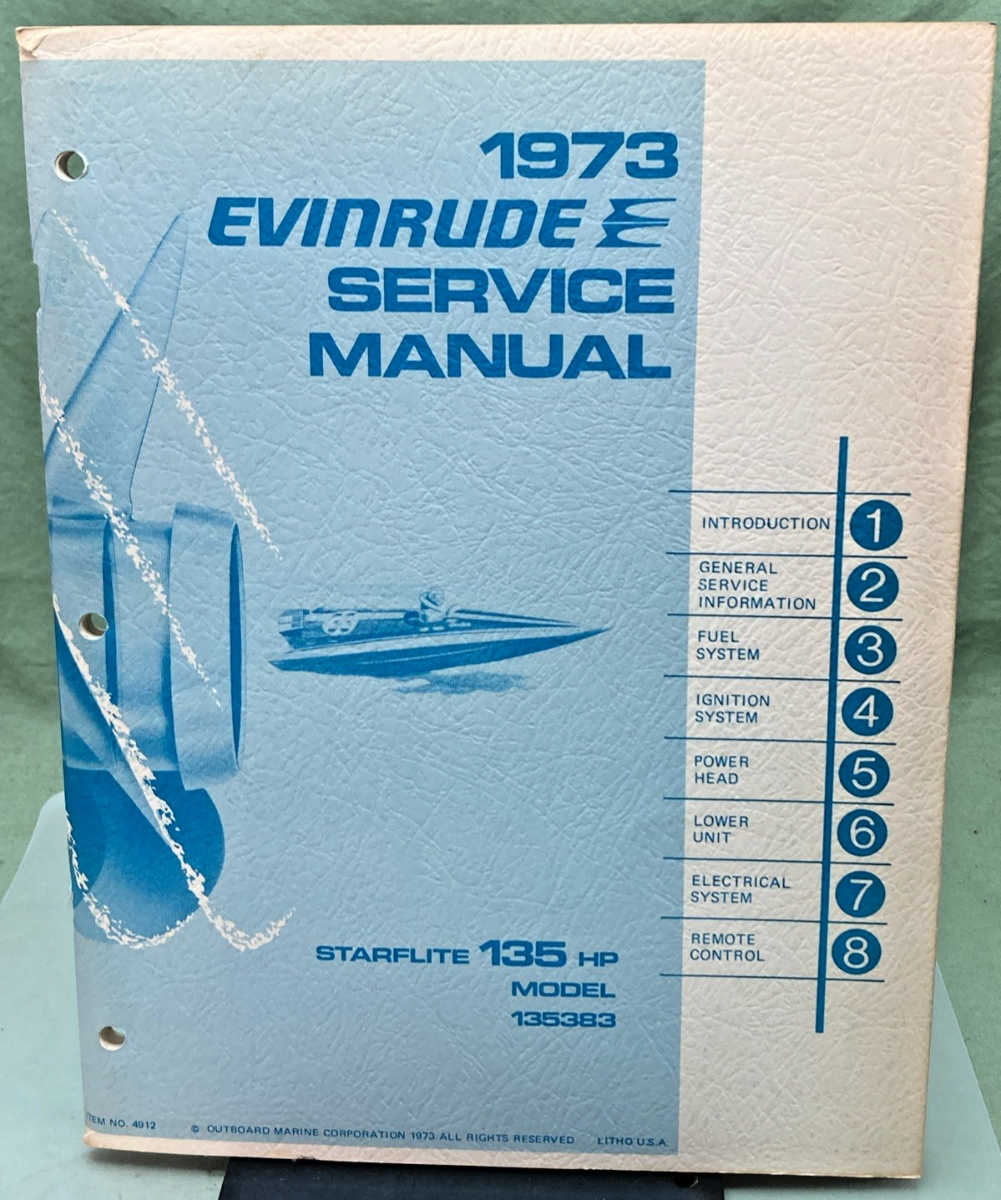 1973
EVINRUDE
SERVICE
MANUAL
INTRODUCTION 1
GENERAL
SERVICE
INFORMATION 2
FUEL
SYSTEM 3
IGNITION
SYSTEM 4
POWER
HEAD 5
LOWER
UNIT 6
ELECTRICAL
SYSTEM 7
REMOTE
CONTROL 8
STARFLITE 135 HP
MODEL
135383
ITEM NO. 4912 © OUTBOARD MARINE CORPORATION 1973 ALL RIGHTS RESERVED LITHO U.S.A.